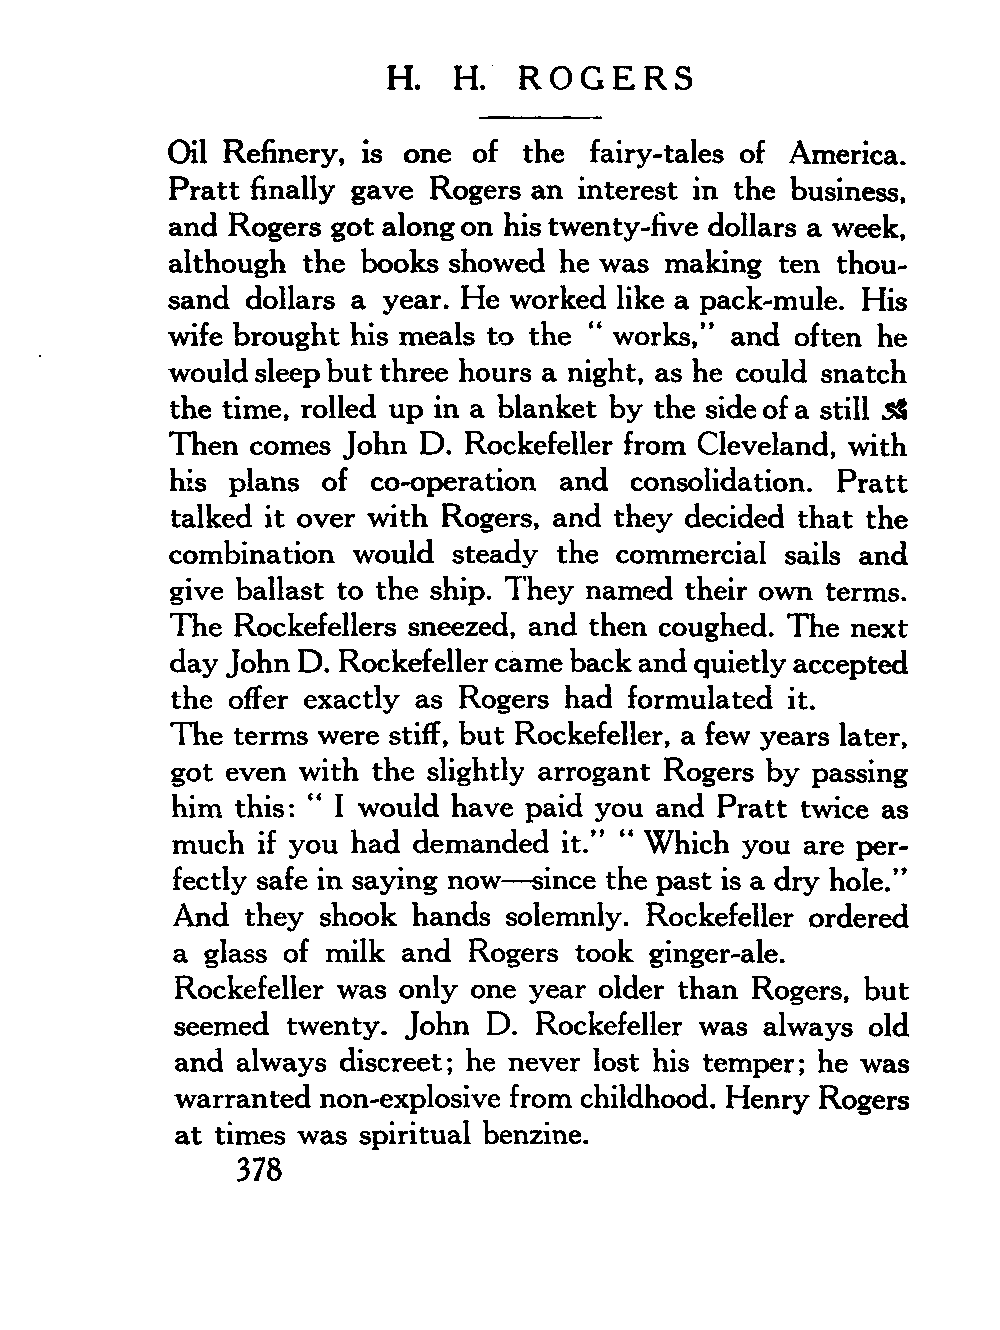 H. H. ROGERS
Oil Refinery, is one of the fairy-tales of America.
Pratt finally gave Rogers an interest in the business,
and Rogers got along on his twenty-five dollars a week,
although the books showed he was making ten thou-
sand dollars a year. He worked like a pack-mule. His
wife brought his meals to the “ works,” and often he
would sleep but three hours a night, as he could snatch
the time, rolled up in a blanket by the side of a still
Then comes John D. Rockefeller from Cleveland, with
his plans of co-operation and consolidation. Pratt
talked it over with Rogers, and they decided that the
combination would steady the commercial sails and
give ballast to the ship. They named their own terms.
The Rockefellers sneezed, and then coughed. The next
day John D. Rockefeller came back and quietly accepted
the offer exactly as Rogers had formulated it.
The terms were stiff, but Rockefeller, a few years later,
got even with the slightly arrogant Rogers by passing
him this: “ I would have paid you and Pratt twice as
much if you had demanded it.” “ Which you are per-
fectly safe in saying now—since the past is a dry hole.”
And they shook hands solemnly. Rockefeller ordered
a glass of milk and Rogers took ginger-ale.
Rockefeller was only one year older than Rogers, but
seemed twenty. John D. Rockefeller was always old
and always discreet; he never lost his temper; he was
warranted non-explosive from childhood. Henry Rogers
at times was spiritual benzine.
378